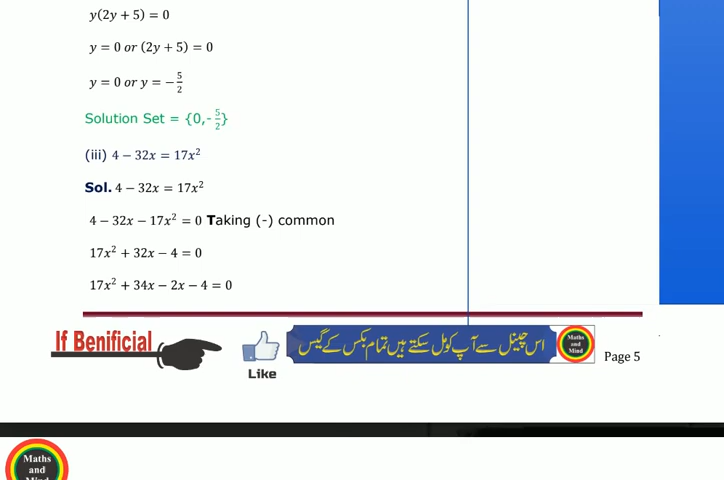 y(2y + 5) = 0
y = 0 or (2y + 5) = 0
y = 0 or y = −5/2
Solution Set = {0,-5/2}
(iii) 4 − 32x = 17x²
Sol. 4 − 32x = 17x²
4 − 32x − 17x² = 0 Taking (-) common
17x² + 32x − 4 = 0
17x² + 34x − 2x − 4 = 0
If Benificial
Like
اس چینل سے آپ کو مل سکتے ہیں تمام بکس کے گیس
Maths
and
Mind
Page 5
Maths
and
Mind